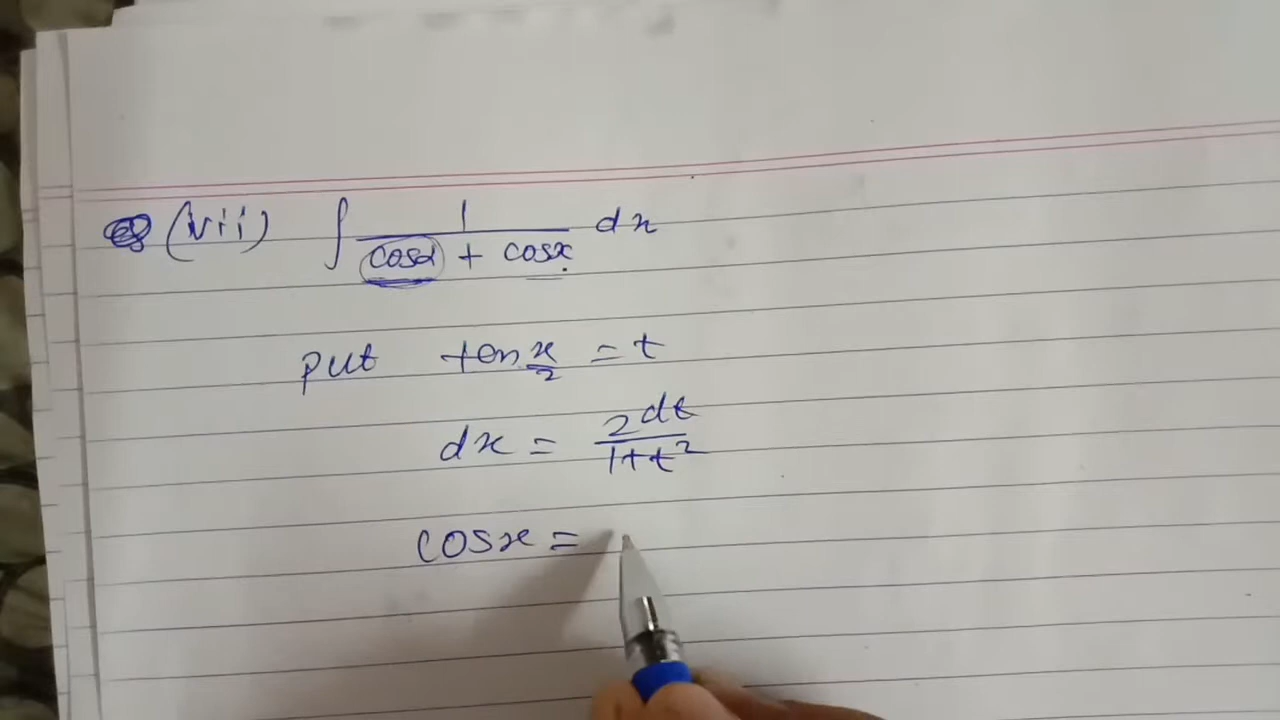 (vii) ∫ 1/(cosα + cosx) dx
put tan x/2 = t
dx = 2dt/(1+t²)
cosx =